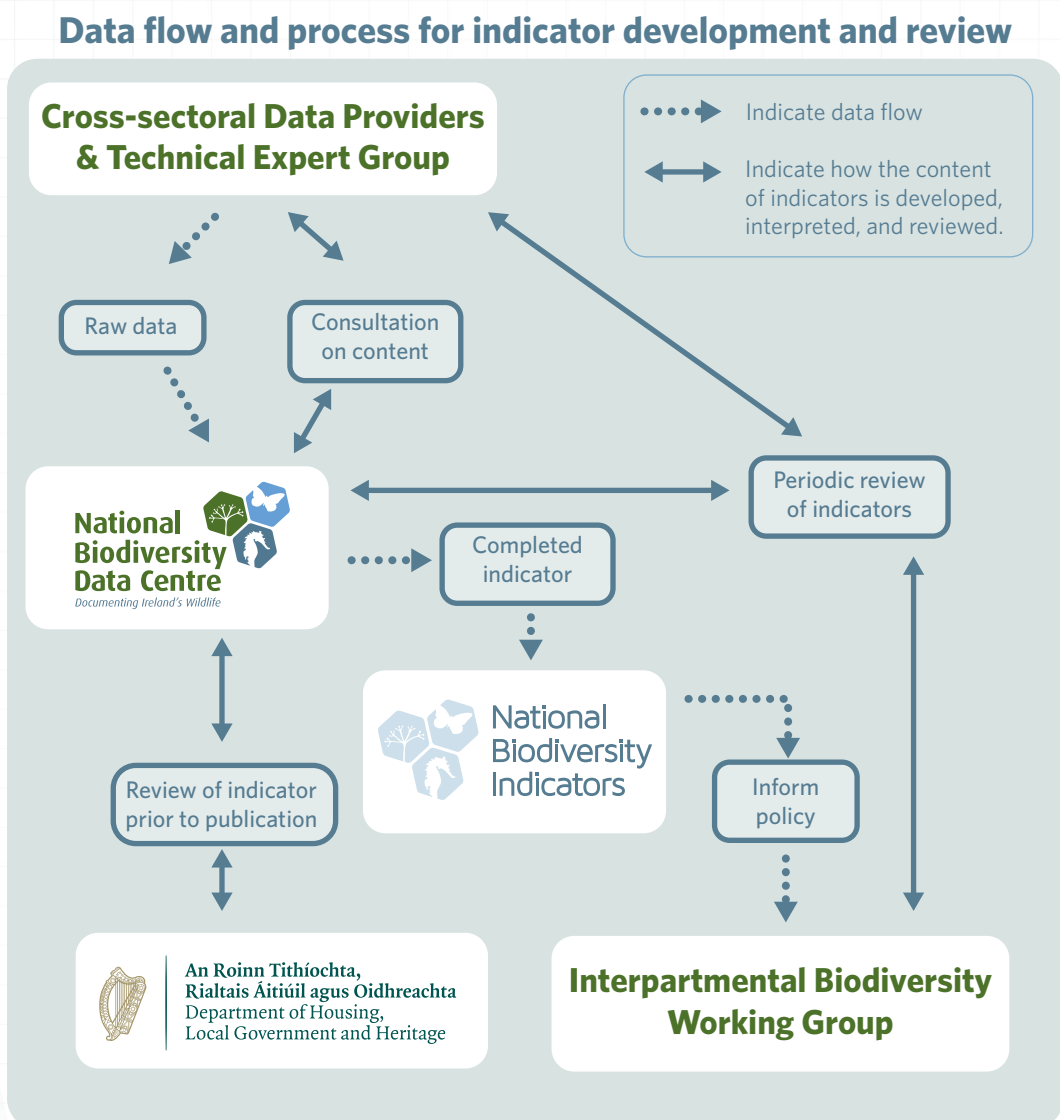 Data flow and process for indicator development and review
Cross-sectoral Data Providers
& Technical Expert Group
Indicate data flow
Indicate how the content
of indicators is developed,
interpreted, and reviewed.
Raw data
Consultation
on content
National
Biodiversity
Data Centre
Documenting Ireland's Wildlife
Periodic review
of indicators
Completed
indicator
National
Biodiversity
Indicators
Review of indicator
prior to publication
Inform
policy
An Roinn Tithíochta,
Rialtais Áitiúil agus Oidhreachta
Department of Housing,
Local Government and Heritage
Interpartmental Biodiversity
Working Group